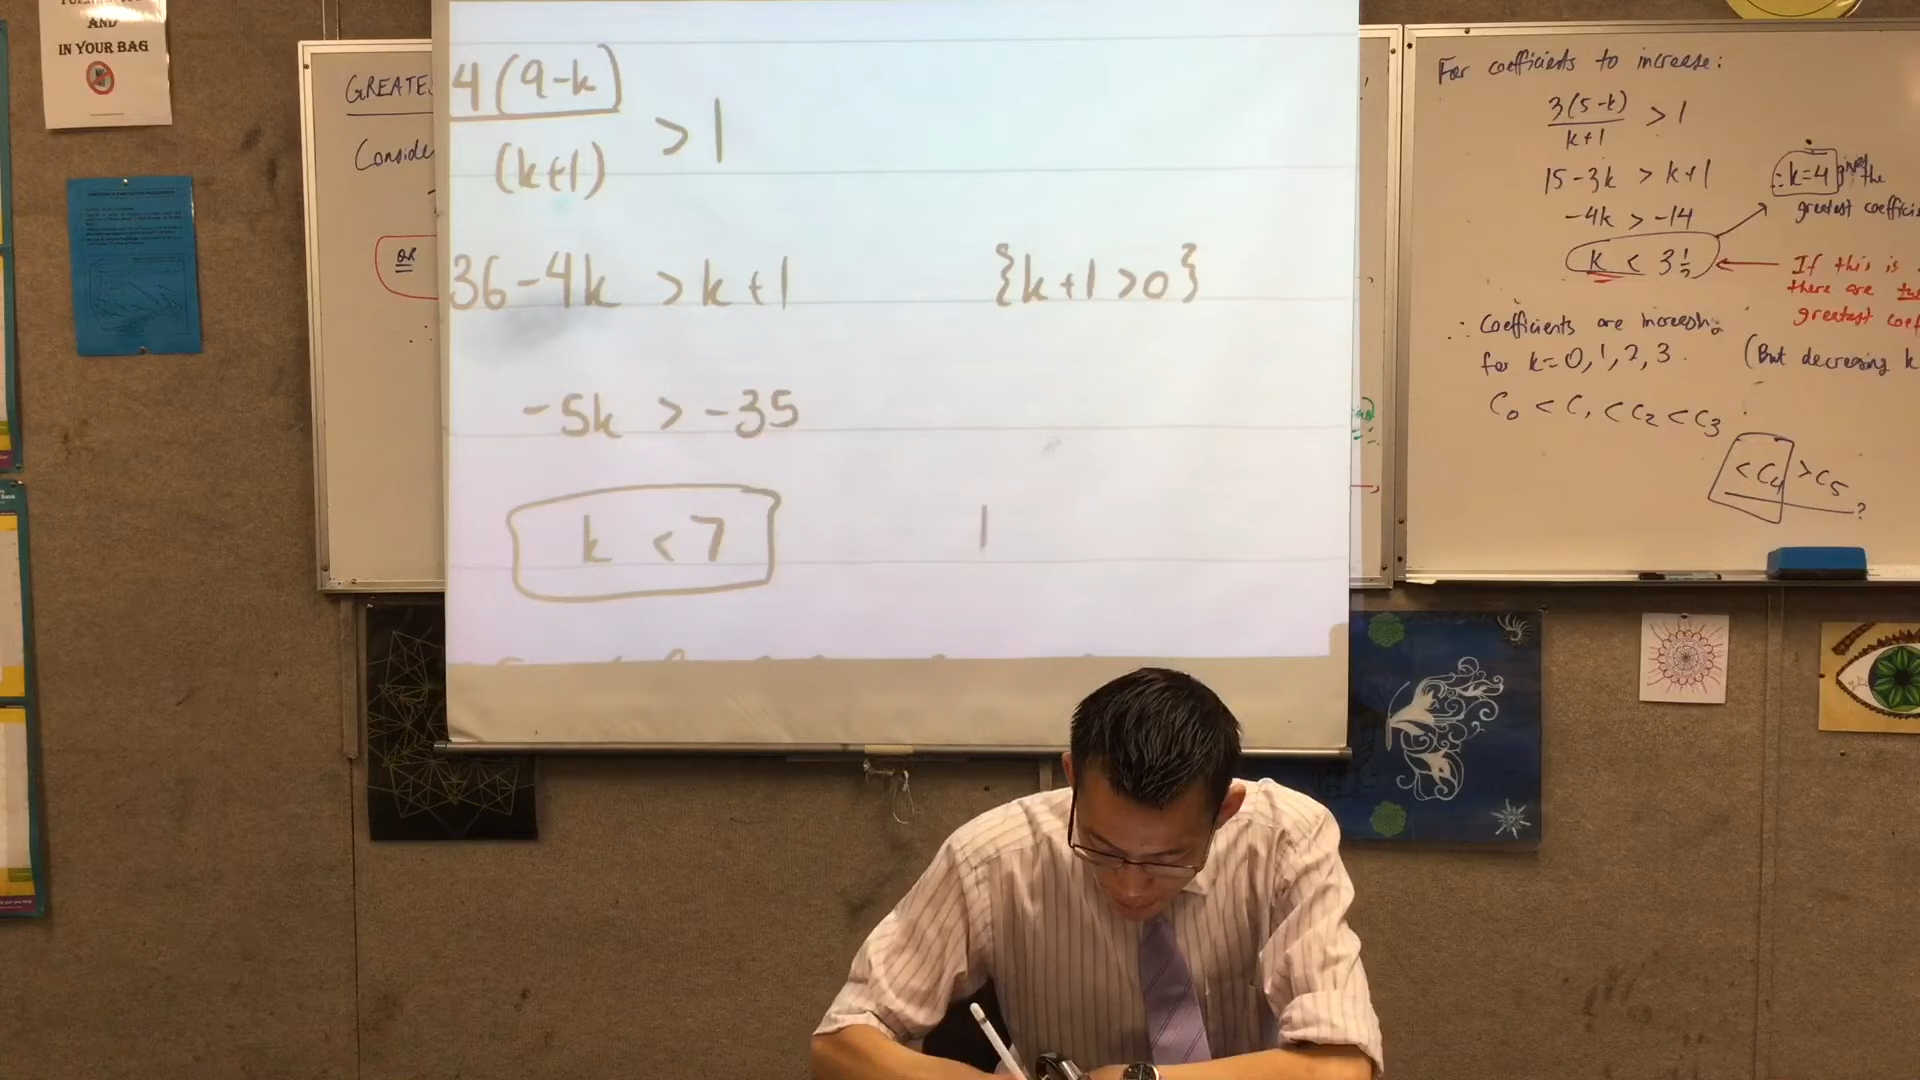 AND
IN YOUR BAG
GREATE
Conside
OR
4(9-k)
(k+1)
> 1
36-4k > k+1
{k+1>0}
-5k > -35
k < 7
For coefficients to increase:
3(5-k)
k+1
> 1
15-3k > k+1
-4k > -14
k < 3½
∴ k=4 gives the
greatest coeffici
If this is
there are
greatest coef
∴ Coefficients are increasing
for k=0,1,2,3.
(But decreasing k
C₀ < C₁ < C₂ < C₃
< C₄ > C₅
?